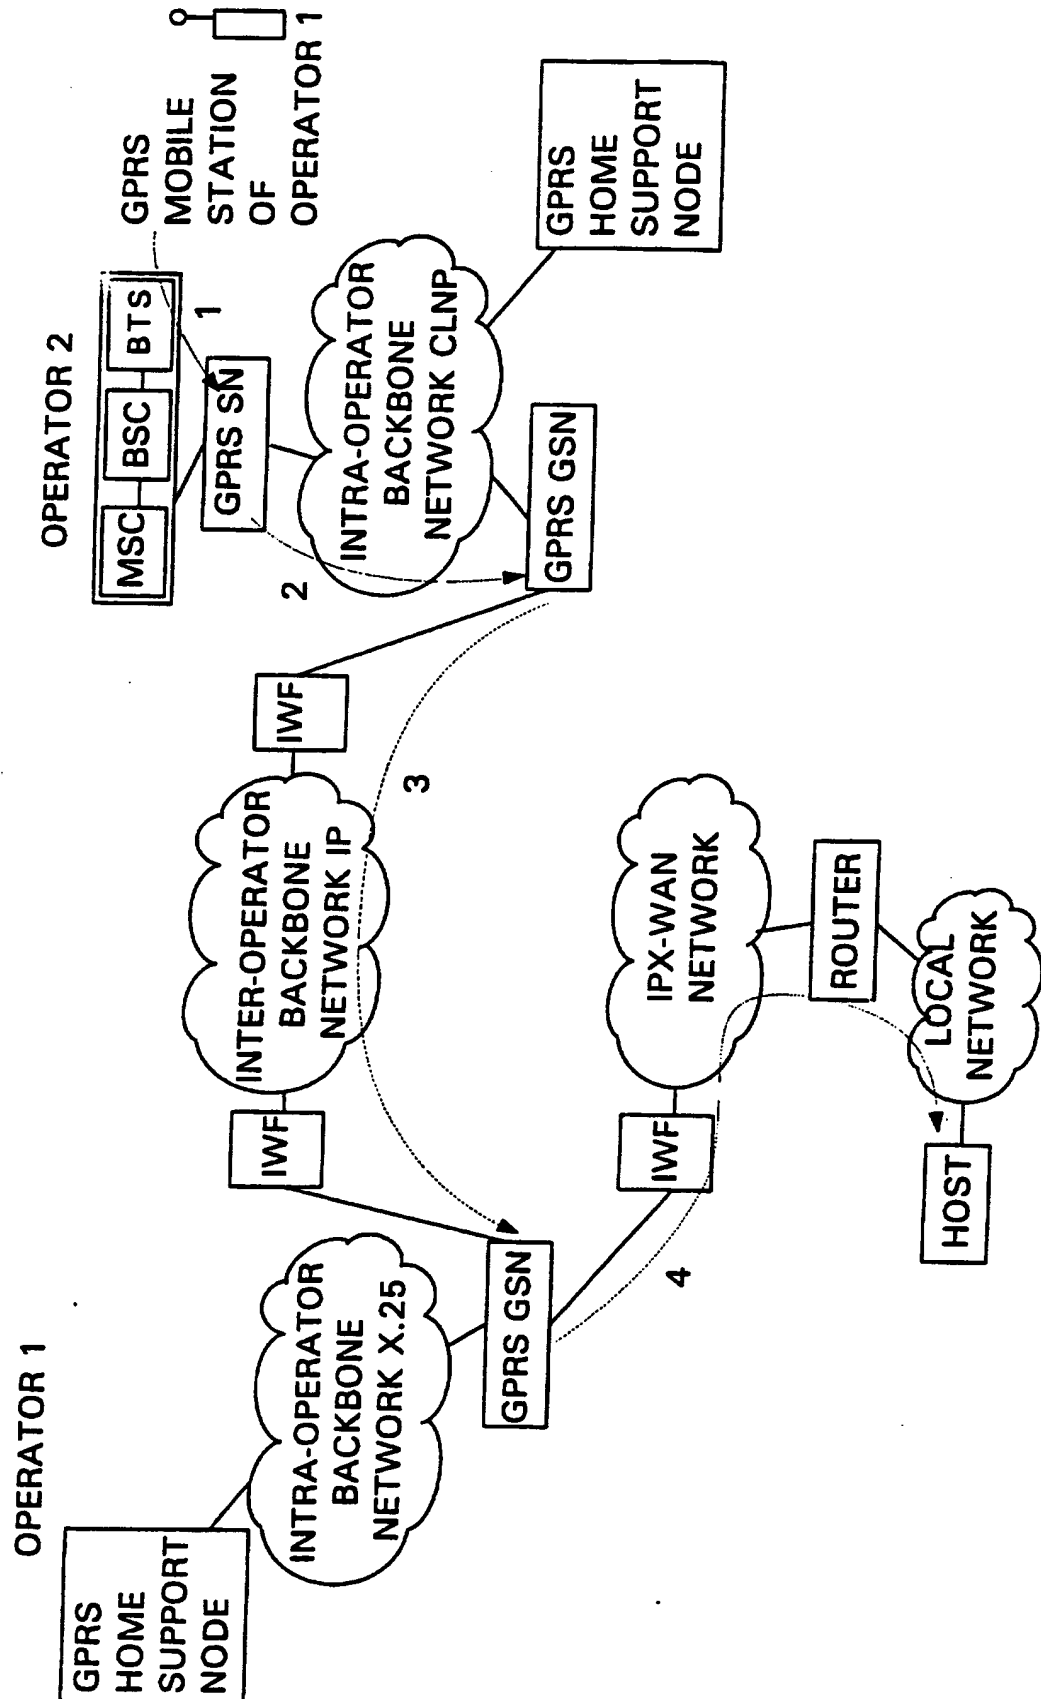 OPERATOR 1
GPRS
HOME
SUPPORT
NODE
INTRA-OPERATOR
BACKBONE
NETWORK X.25
GPRS GSN
IWF
INTER-OPERATOR
BACKBONE
NETWORK IP
IWF
3
OPERATOR 2
MSC
BSC
BTS
GPRS SN
1
2
GPRS
MOBILE
STATION
OF
OPERATOR 1
INTRA-OPERATOR
BACKBONE
NETWORK CLNP
GPRS GSN
GPRS
HOME
SUPPORT
NODE
4
IWF
IPX-WAN
NETWORK
ROUTER
LOCAL
NETWORK
HOST